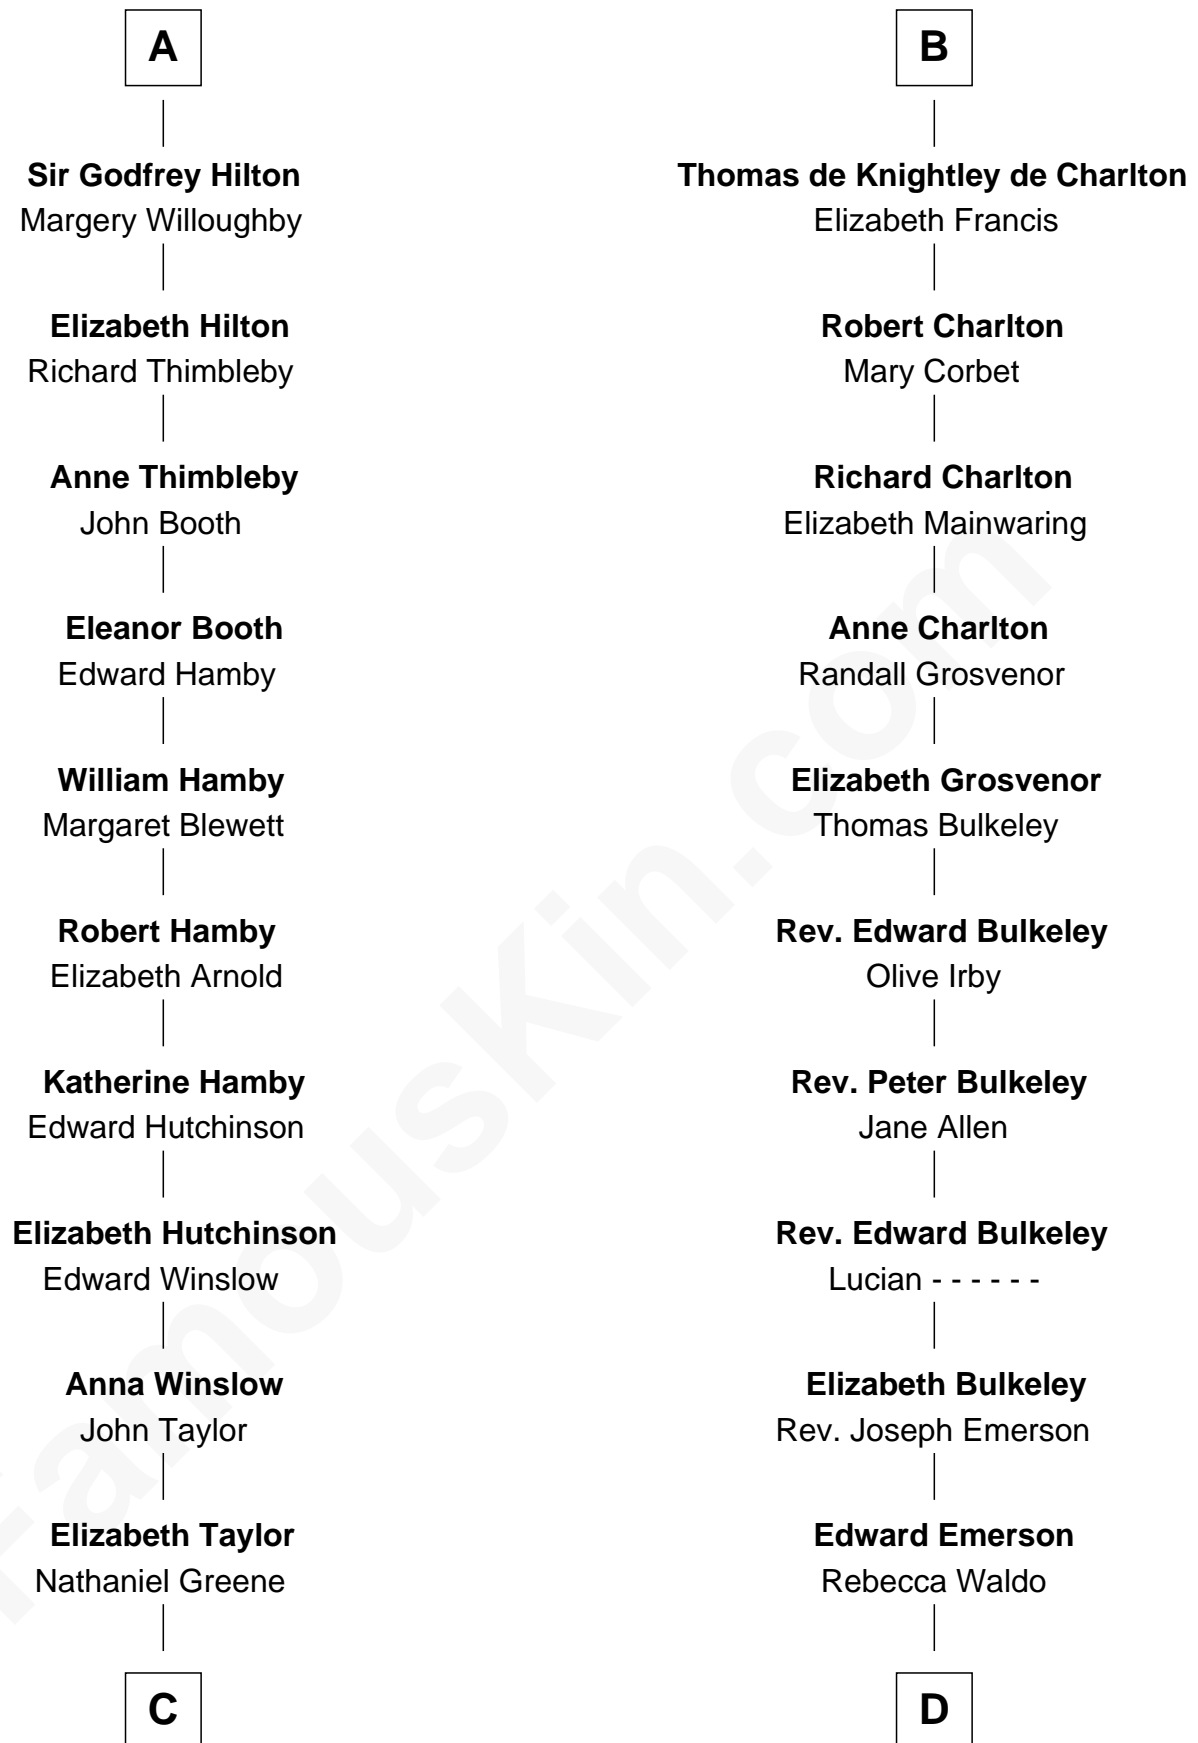 A
Sir Godfrey Hilton
Margery Willoughby
Elizabeth Hilton
Richard Thimbleby
Anne Thimbleby
John Booth
Eleanor Booth
Edward Hamby
William Hamby
Margaret Blewett
Robert Hamby
Elizabeth Arnold
Katherine Hamby
Edward Hutchinson
Elizabeth Hutchinson
Edward Winslow
Anna Winslow
John Taylor
Elizabeth Taylor
Nathaniel Greene
C
B
Thomas de Knightley de Charlton
Elizabeth Francis
Robert Charlton
Mary Corbet
Richard Charlton
Elizabeth Mainwaring
Anne Charlton
Randall Grosvenor
Elizabeth Grosvenor
Thomas Bulkeley
Rev. Edward Bulkeley
Olive Irby
Rev. Peter Bulkeley
Jane Allen
Rev. Edward Bulkeley
Lucian - - - - - -
Elizabeth Bulkeley
Rev. Joseph Emerson
Edward Emerson
Rebecca Waldo
D
FamousKin.com